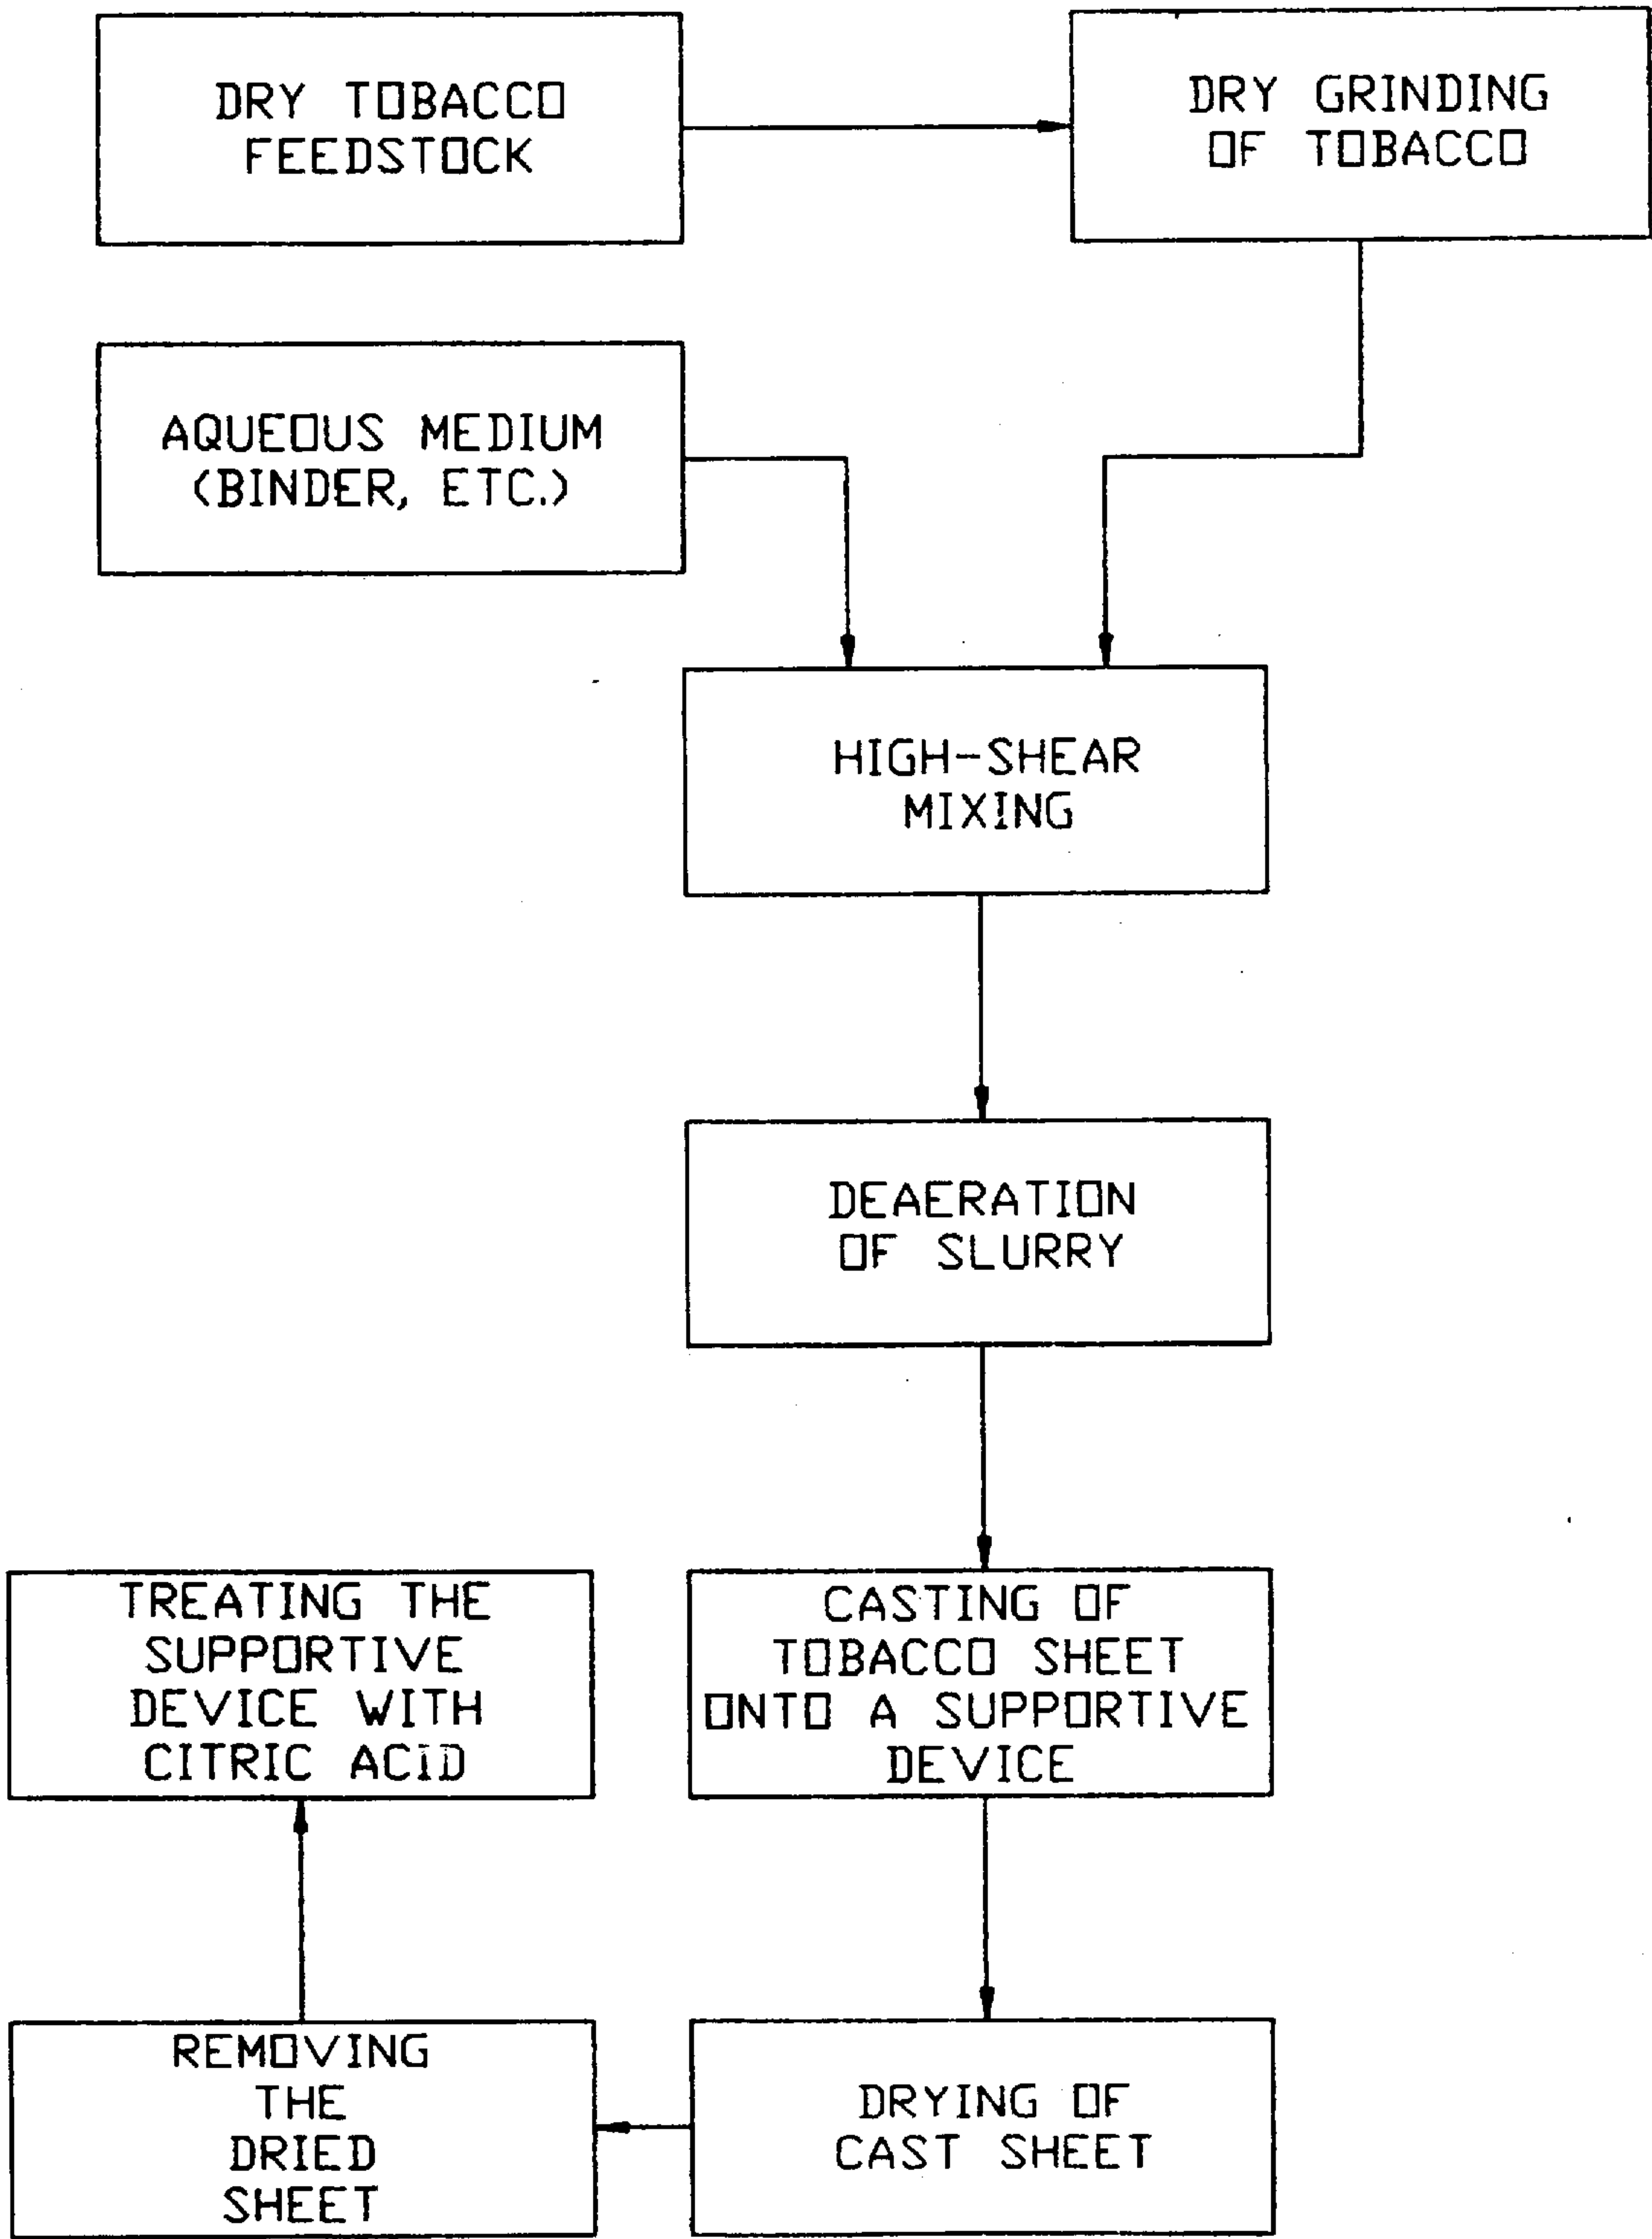 DRY TOBACCO
FEEDSTOCK
DRY GRINDING
OF TOBACCO
AQUEOUS MEDIUM
(BINDER, ETC.)
HIGH-SHEAR
MIXING
DEAERATION
OF SLURRY
TREATING THE
SUPPORTIVE
DEVICE WITH
CITRIC ACID
CASTING OF
TOBACCO SHEET
ONTO A SUPPORTIVE
DEVICE
REMOVING
THE
DRIED
SHEET
DRYING OF
CAST SHEET